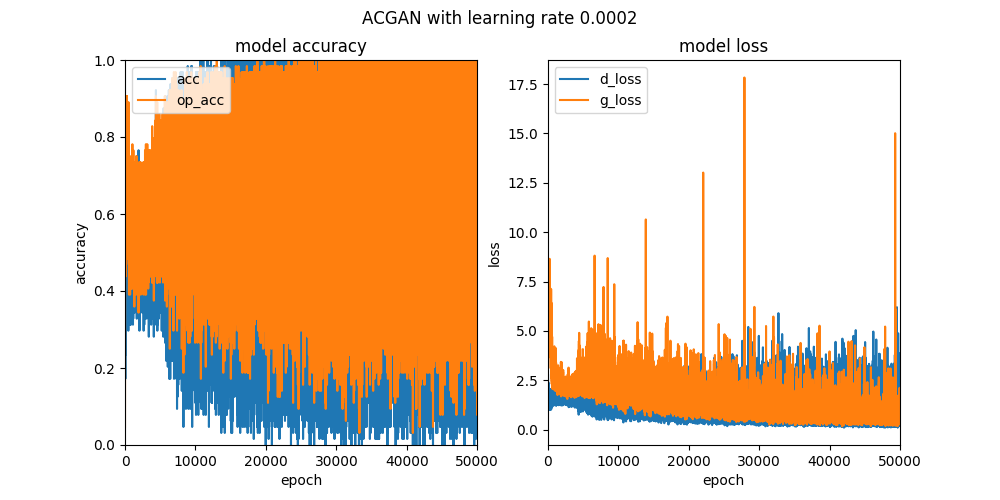 ACGAN with learning rate 0.0002
model accuracy
acc
op_acc
accuracy
1.0
0.8
0.6
0.4
0.2
0.0
0 10000 20000 30000 40000 50000
epoch
model loss
d_loss
g_loss
loss
17.5
15.0
12.5
10.0
7.5
5.0
2.5
0.0
0 10000 20000 30000 40000 50000
epoch